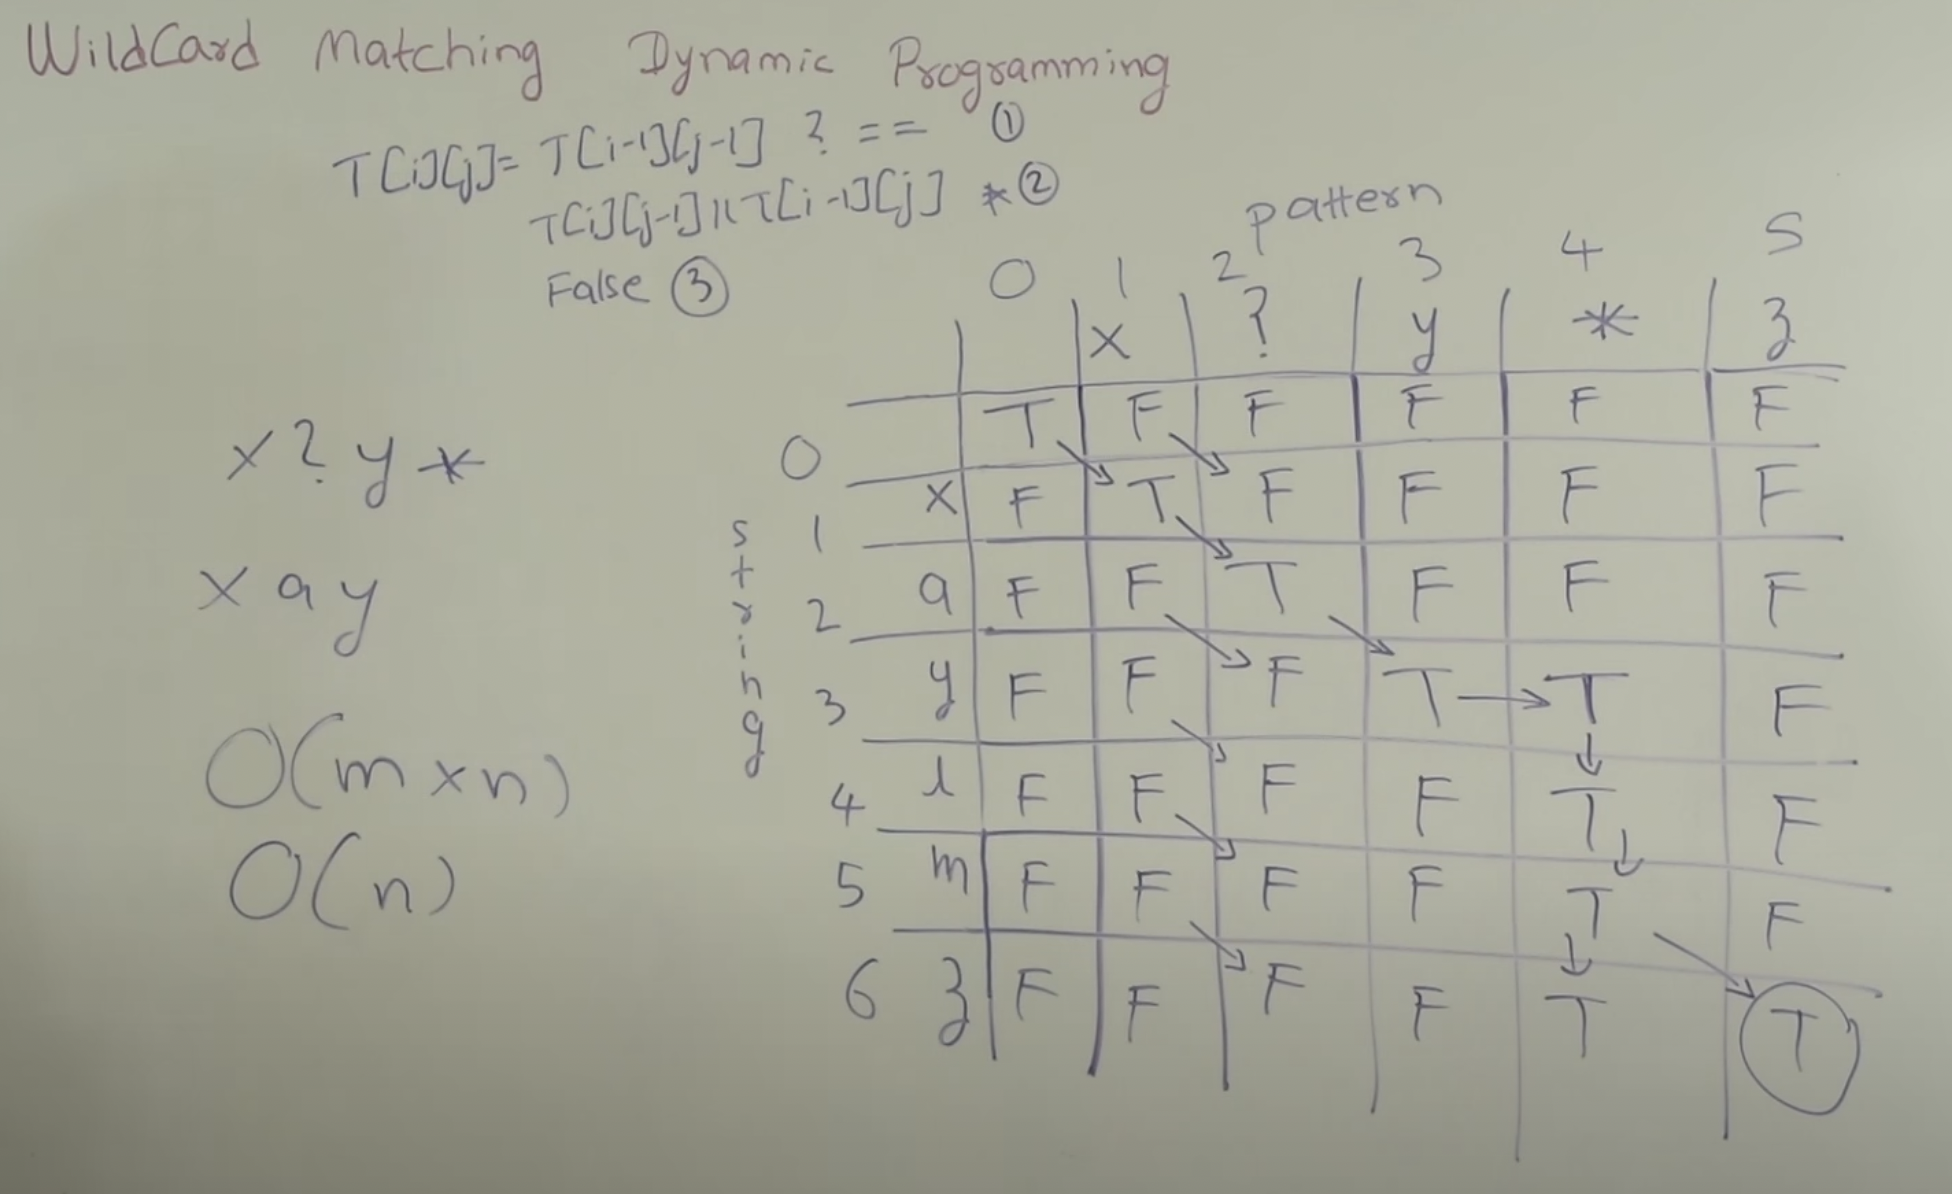 WildCard Matching Dynamic Programming
T[i][j]= T[i-1][j-1] ? == ①
T[i][j-1] || T[i-1][j] * ②
False ③
pattern
0 1 2 3 4 5
x ? y * z
string
0 T F F F F F
1 x F T F F F F
2 a F F T F F F
3 y F F F T T F
4 l F F F F T F
5 m F F F F T F
6 z F F F F T T
x ? y *
x a y
O(m x n)
O(n)